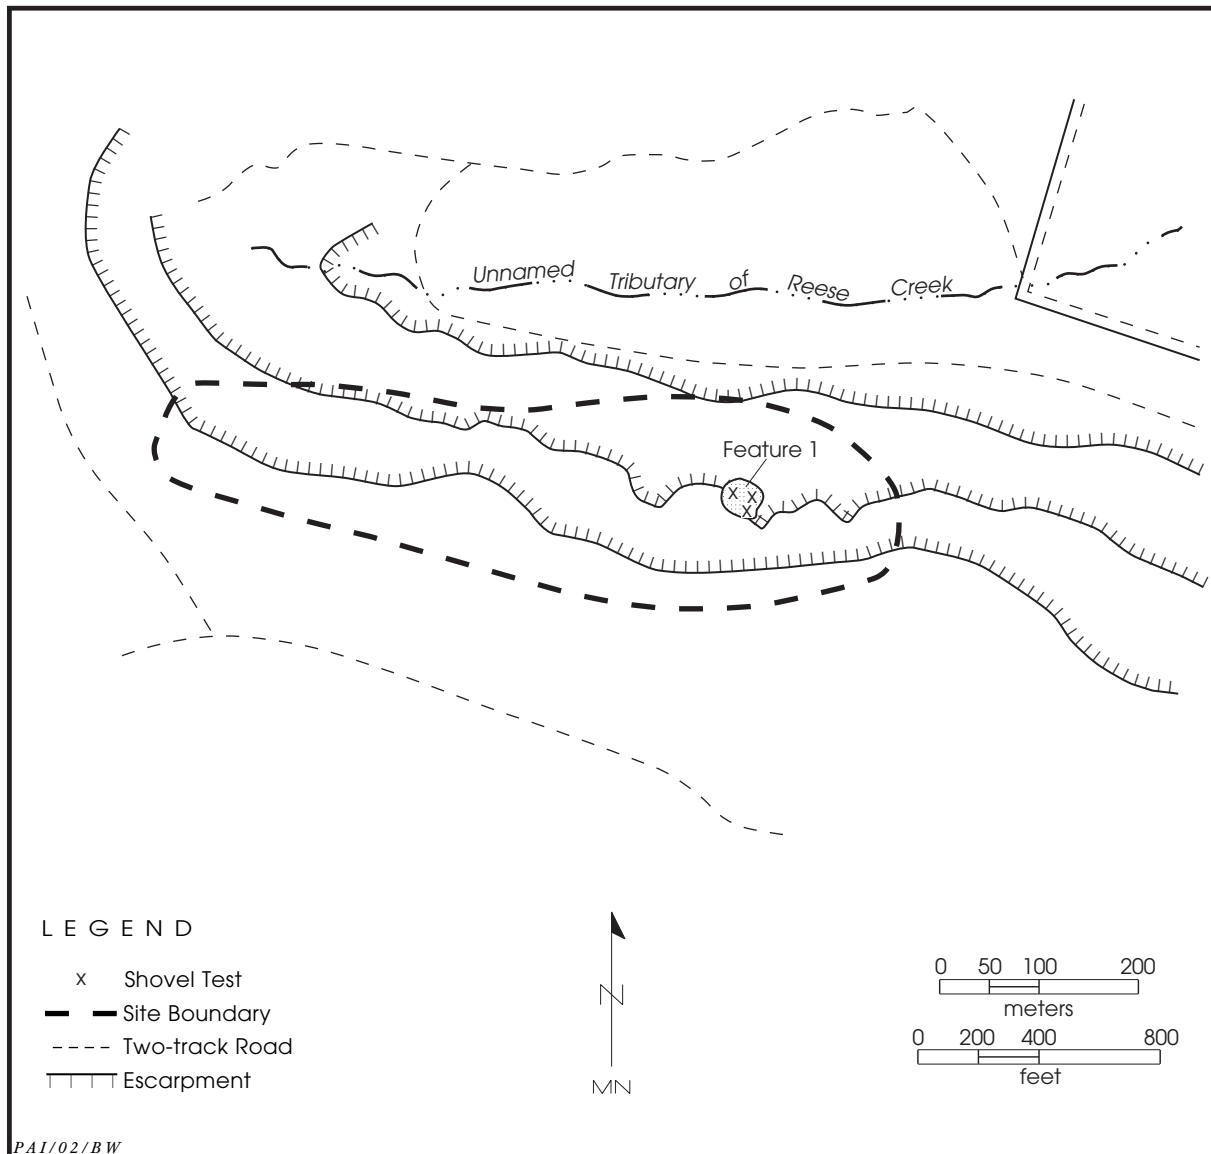 Unnamed Tributary of Reese Creek
Feature 1
X X
X
LEGEND
X Shovel Test
Site Boundary
Two-track Road
Escarpment
N
MN
0 50 100 200
meters
0 200 400 800
feet
PAI/02/BW